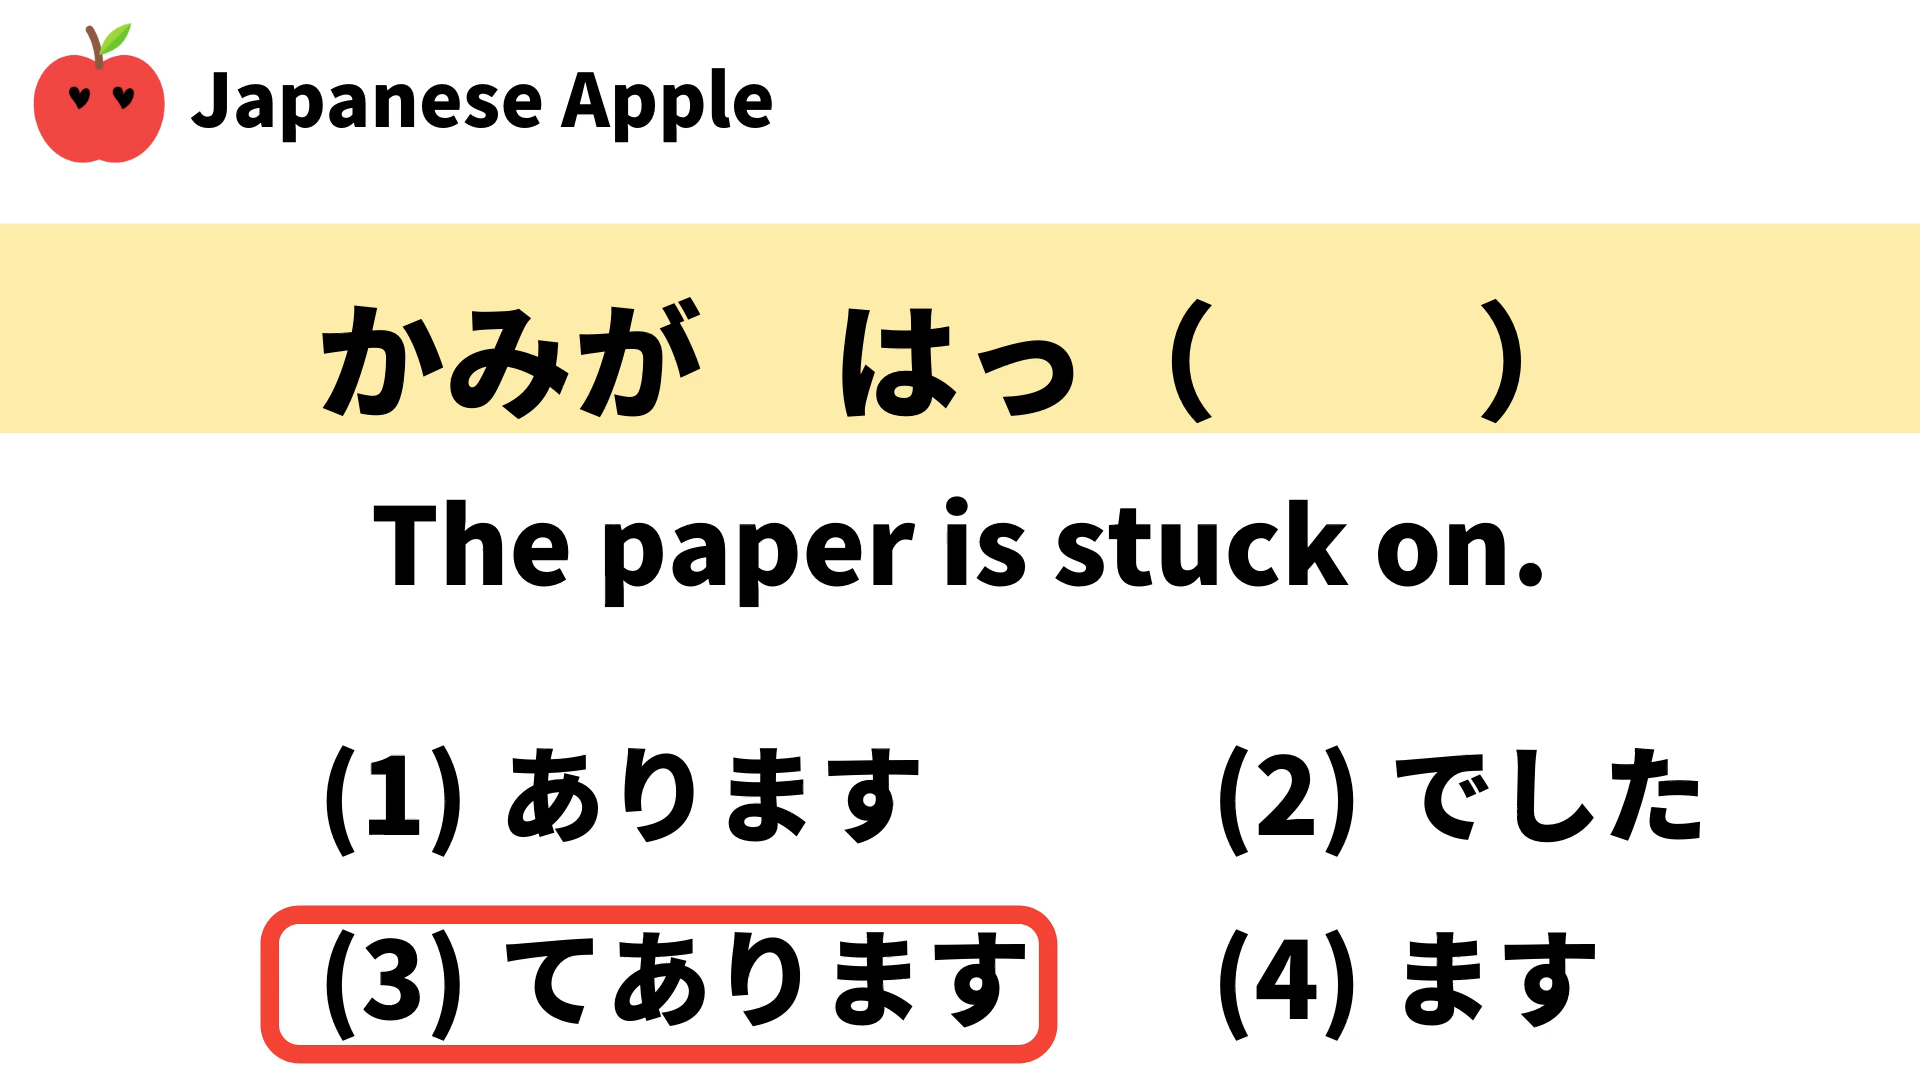 Japanese Apple
かみが　はっ（　　）
The paper is stuck on.
(1) あります
(2) でした
(3) てあります
(4) ます